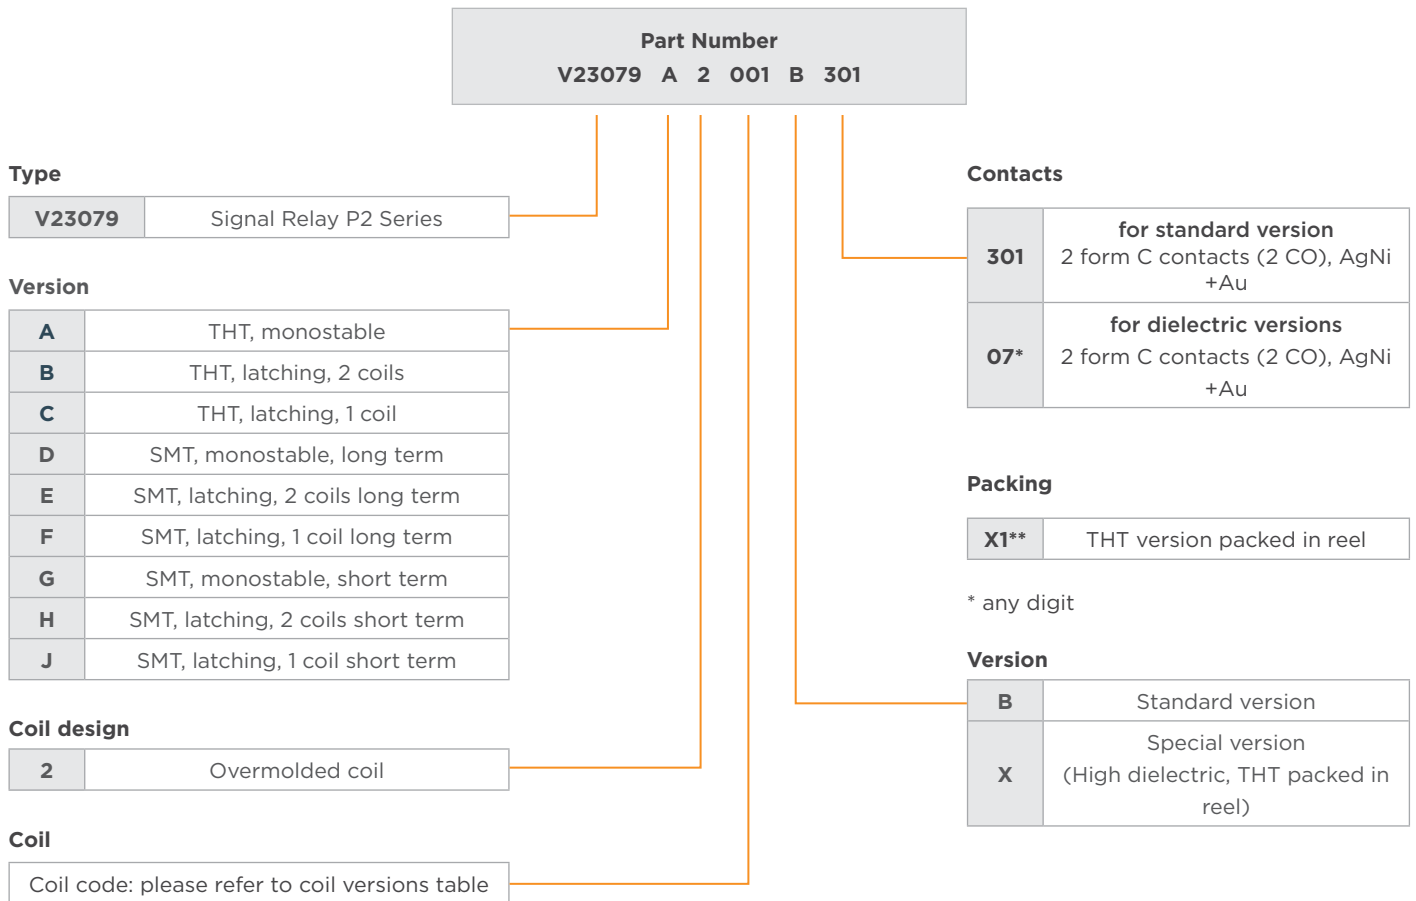 Part Number
V23079 A 2 001 B 301
Type
V23079 Signal Relay P2 Series
Version
A THT, monostable
B THT, latching, 2 coils
C THT, latching, 1 coil
D SMT, monostable, long term
E SMT, latching, 2 coils long term
F SMT, latching, 1 coil long term
G SMT, monostable, short term
H SMT, latching, 2 coils short term
J SMT, latching, 1 coil short term
Coil design
2 Overmolded coil
Coil
Coil code: please refer to coil versions table
Contacts
for standard version
301 2 form C contacts (2 CO), AgNi
+Au
for dielectric versions
07* 2 form C contacts (2 CO), AgNi
+Au
Packing
X1** THT version packed in reel
* any digit
Version
B Standard version
Special version
X (High dielectric, THT packed in
reel)